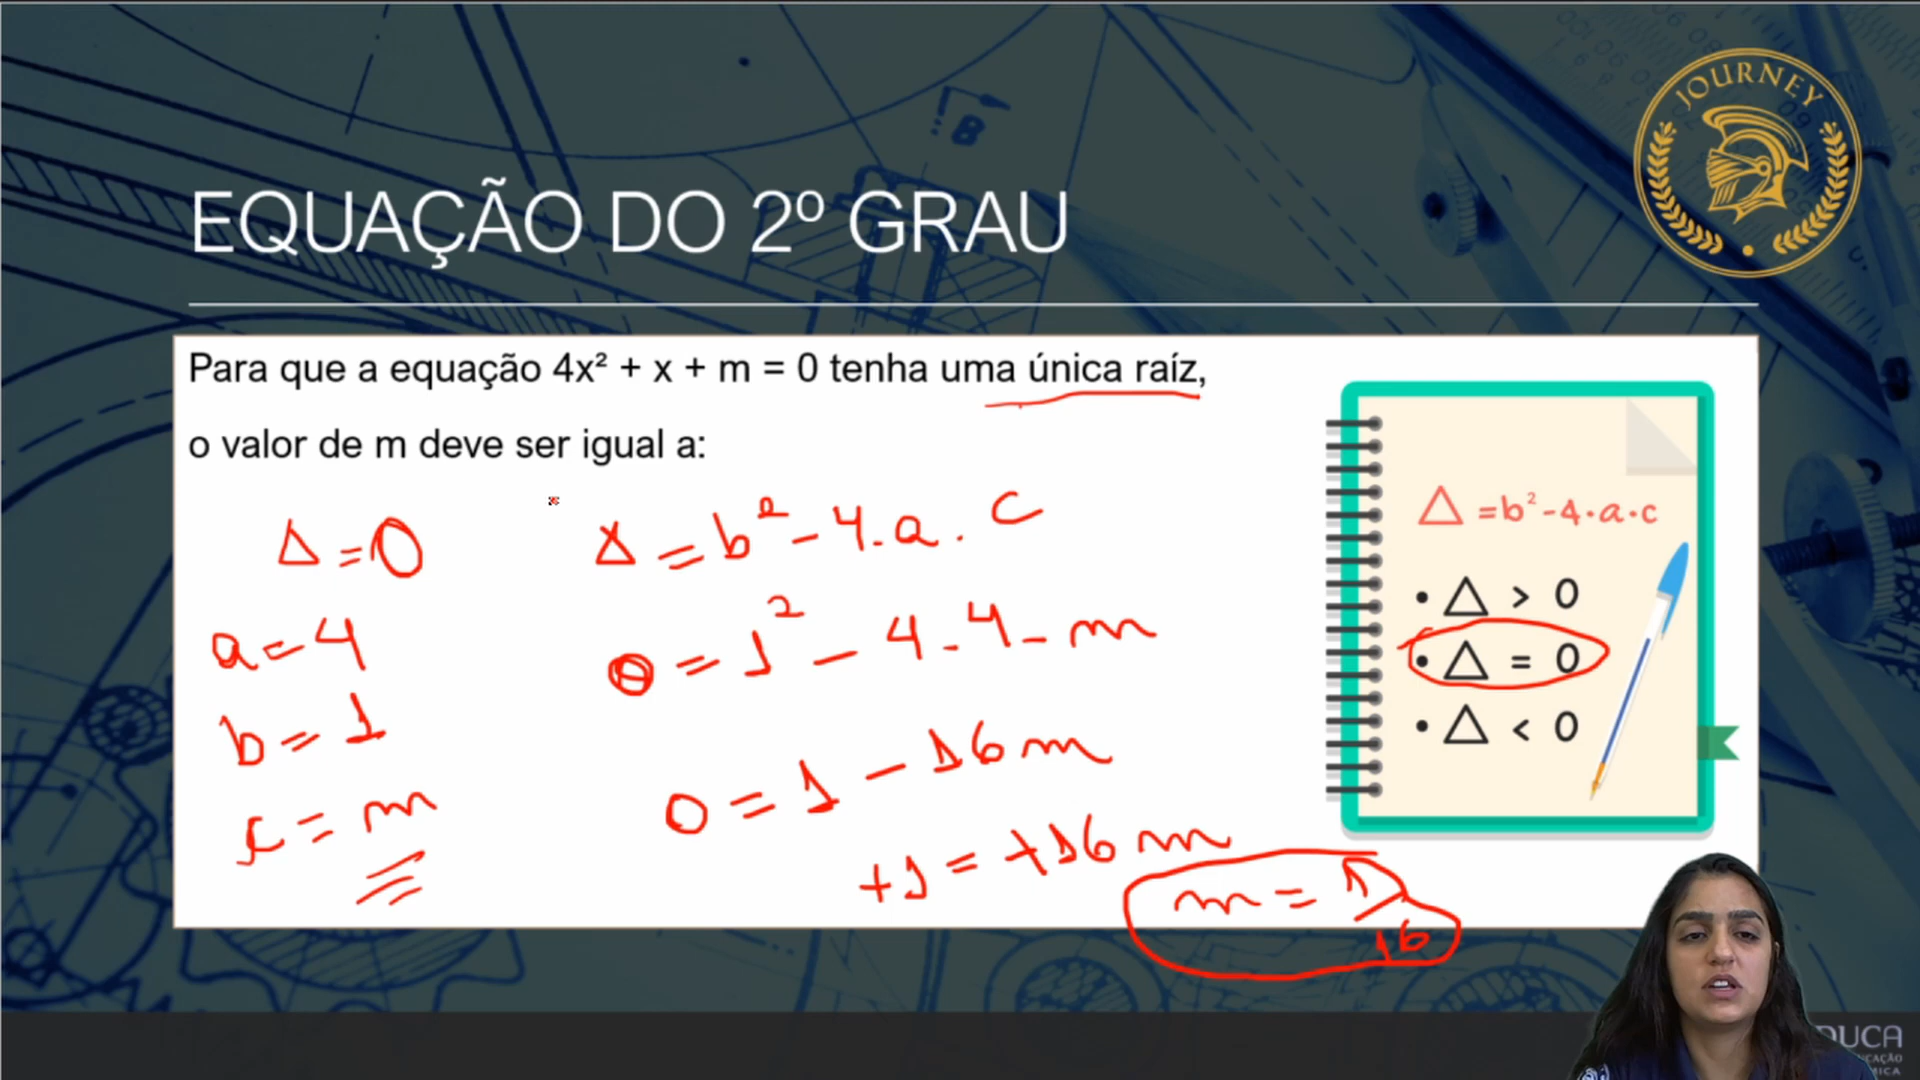 JOURNEY
EQUAÇÃO DO 2º GRAU
Para que a equação 4x² + x + m = 0 tenha uma única raíz,
o valor de m deve ser igual a:
Δ = 0
a = 4
b = 1
c = m
Δ = b² - 4 . a . c
0 = 1² - 4 . 4 . m
0 = 1 - 16m
+1 = +16m
m = 1/16
△ = b² - 4 · a · c
• △ > 0
• △ = 0
• △ < 0